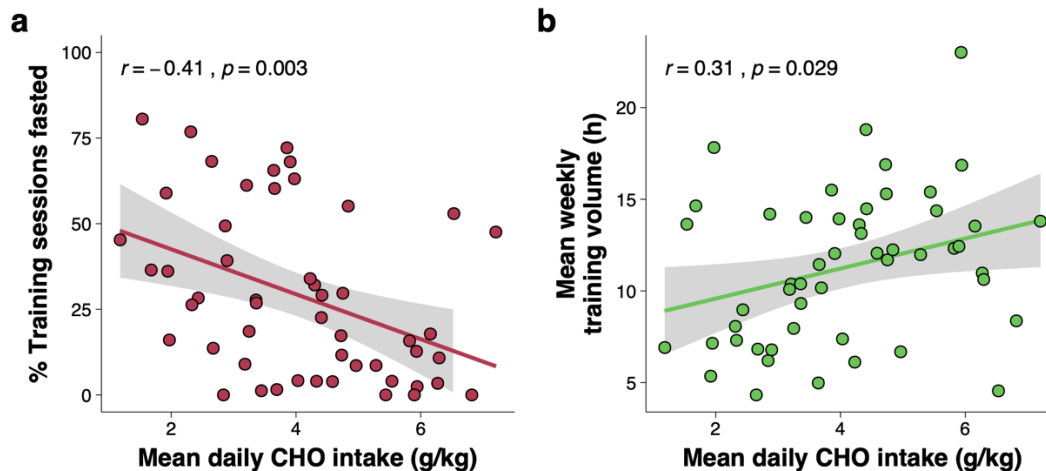 a
r = −0.41 , p = 0.003
% Training sessions fasted
100
75
50
25
0
2 4 6
Mean daily CHO intake (g/kg)
b
r = 0.31 , p = 0.029
Mean weekly
training volume (h)
20
15
10
5
2 4 6
Mean daily CHO intake (g/kg)